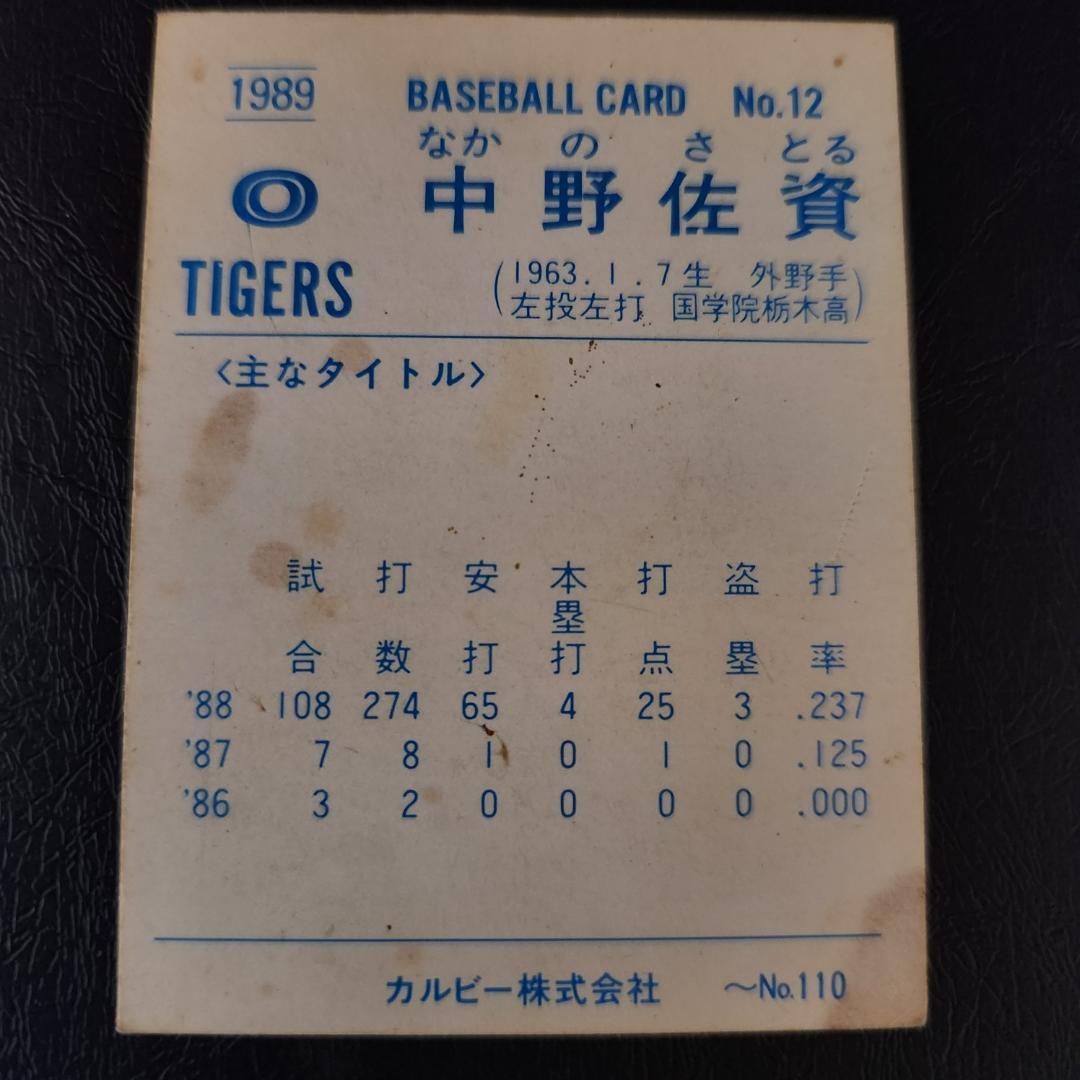 1989 BASEBALL CARD No.12
なか の さ とる
0 中野佐資
TIGERS (1963.1.7生 外野手
左投左打 国学院栃木高)
<主なタイトル>
試合 打数 安打 本塁打 打点 盗塁 打率
'88 108 274 65 4 25 3 .237
'87 7 8 1 0 1 0 .125
'86 3 2 0 0 0 0 .000
カルビー株式会社 〜No.110